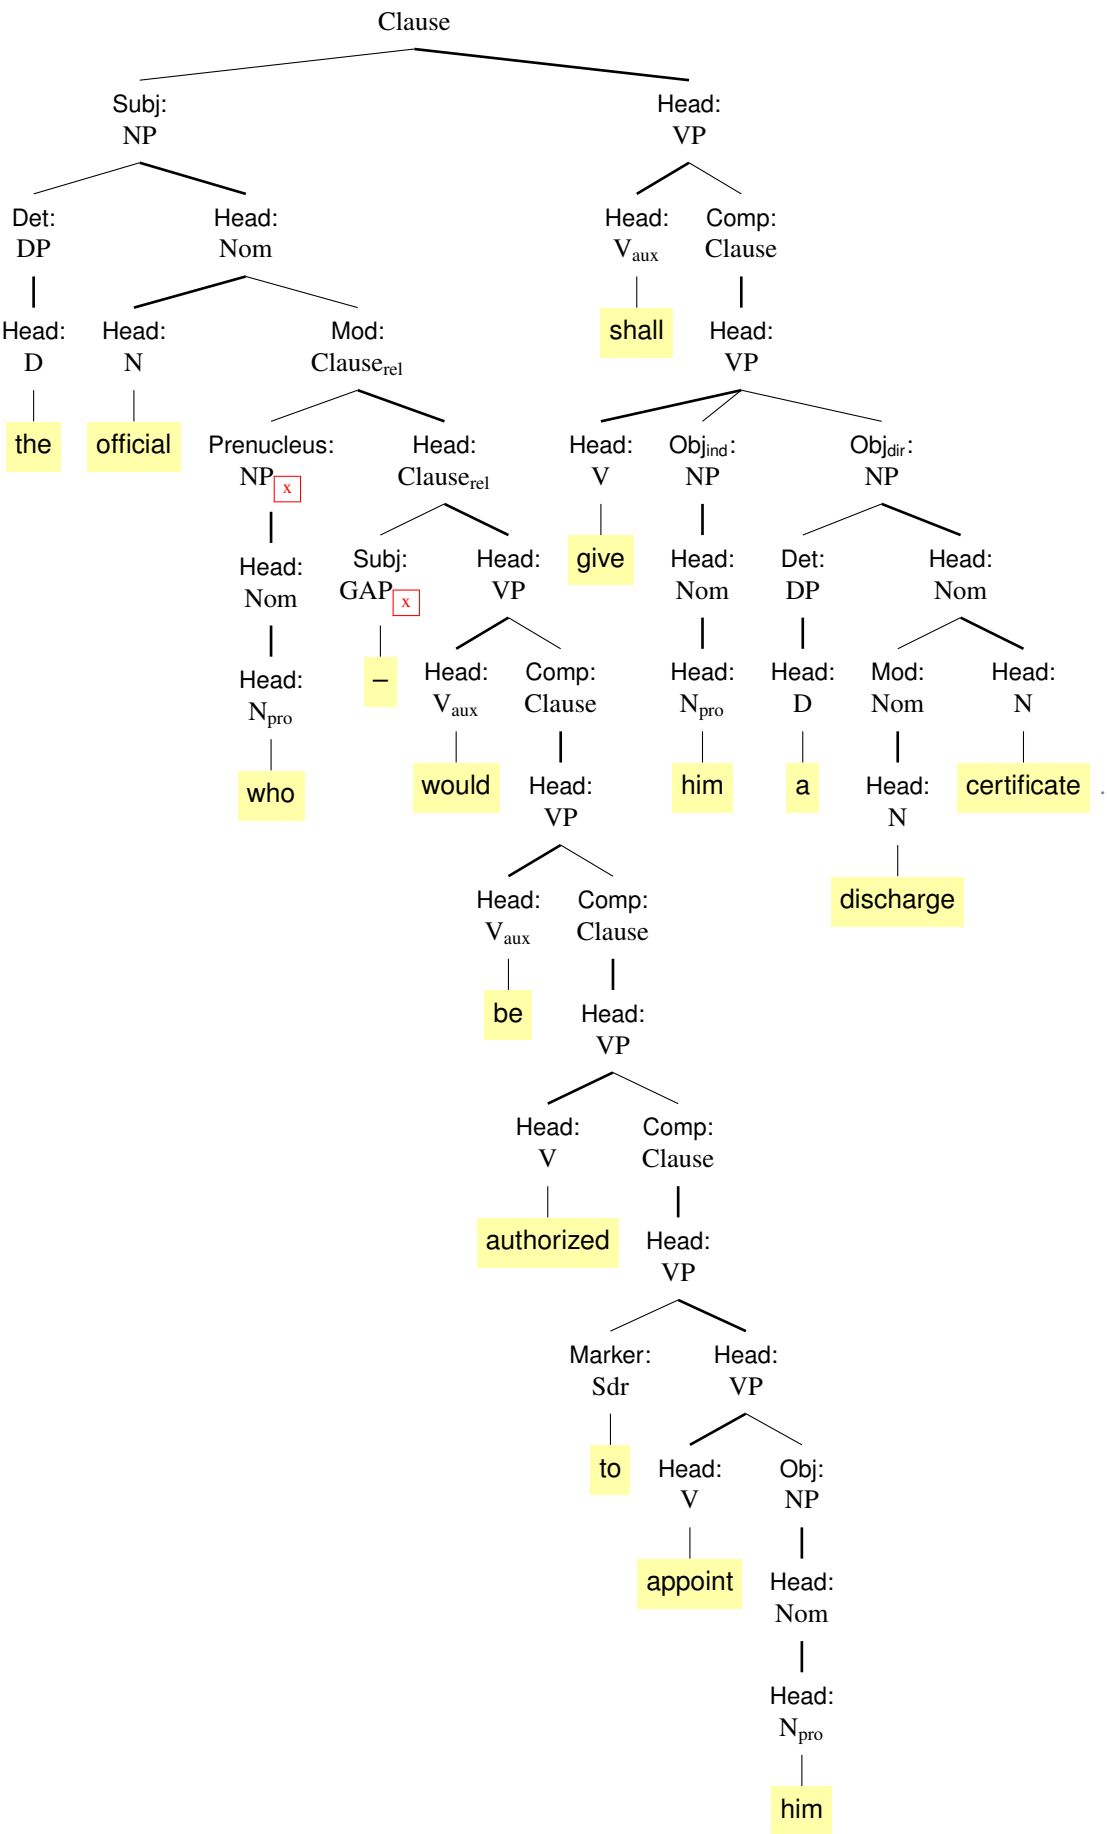 Clause
Subj: Head:
NP VP
Det: Head: Head: Comp:
DP Nom Vaux Clause
Head: Head: Mod: shall Head:
D N Clauserel VP
the official Prenucleus: Head: Head: Objind: Objdir:
NP x Clauserel V NP NP
Head: Subj: Head: give Head: Det: Head:
Nom GAP x VP Nom DP Nom
Head: – Head: Comp: Head: Head: Mod: Head:
Npro Vaux Clause Npro D Nom N
who would Head: him a Head: certificate .
VP N
Head: Comp: discharge
Vaux Clause
be Head:
VP
Head: Comp:
V Clause
authorized Head:
VP
Marker: Head:
Sdr VP
to Head: Obj:
V NP
appoint Head:
Nom
Head:
Npro
him